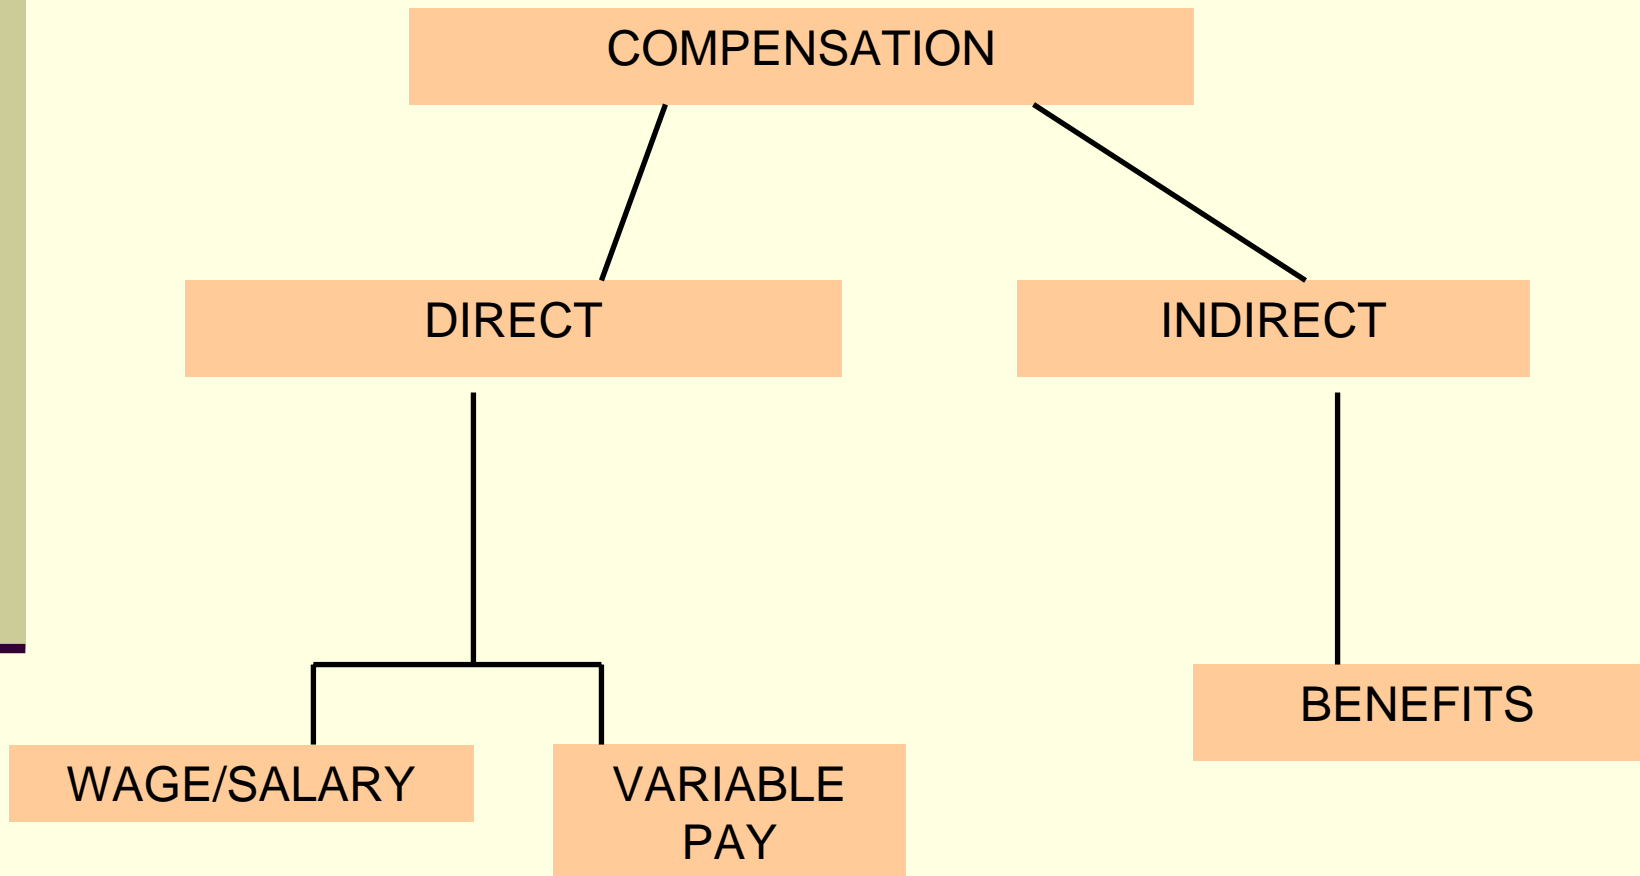 COMPENSATION
DIRECT
INDIRECT
BENEFITS
WAGE/SALARY
VARIABLE
PAY